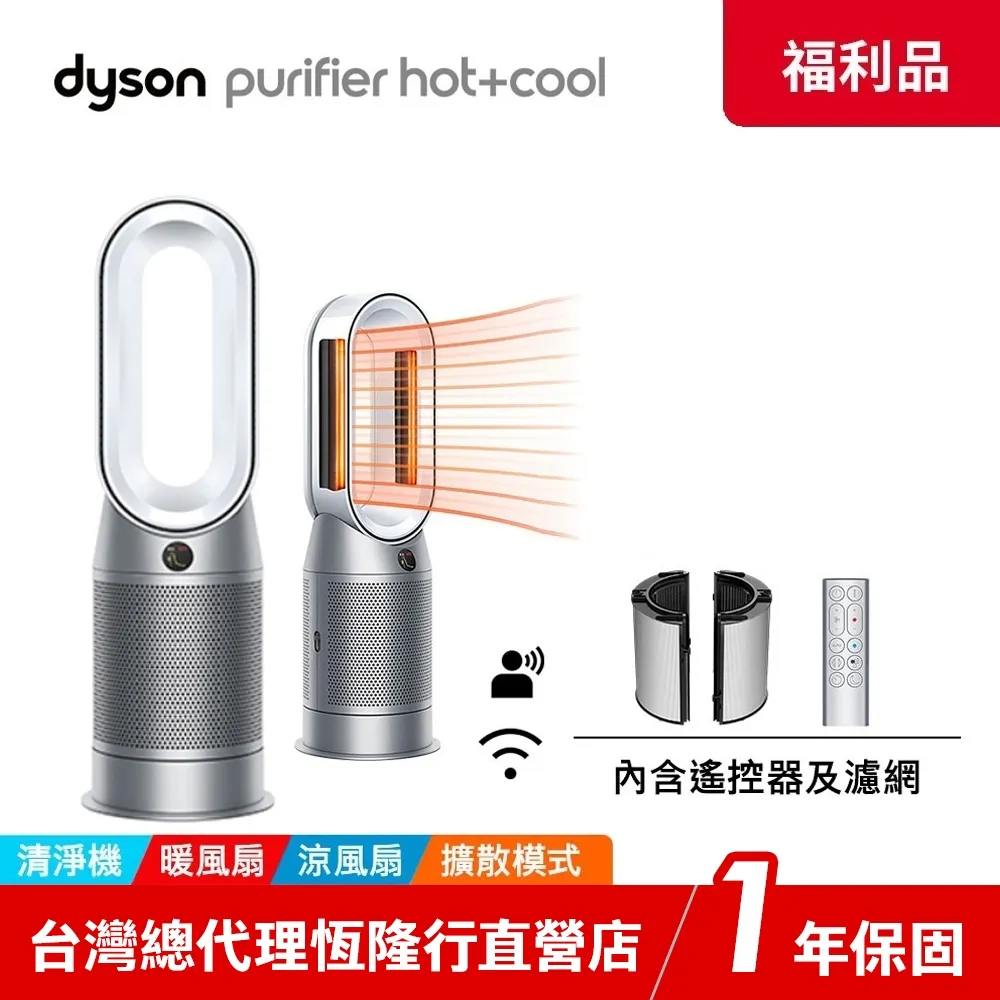 dyson purifier hot+cool
福利品
內含遙控器及濾網
清淨機
暖風扇
涼風扇
擴散模式
台灣總代理恆隆行直營店
1年保固